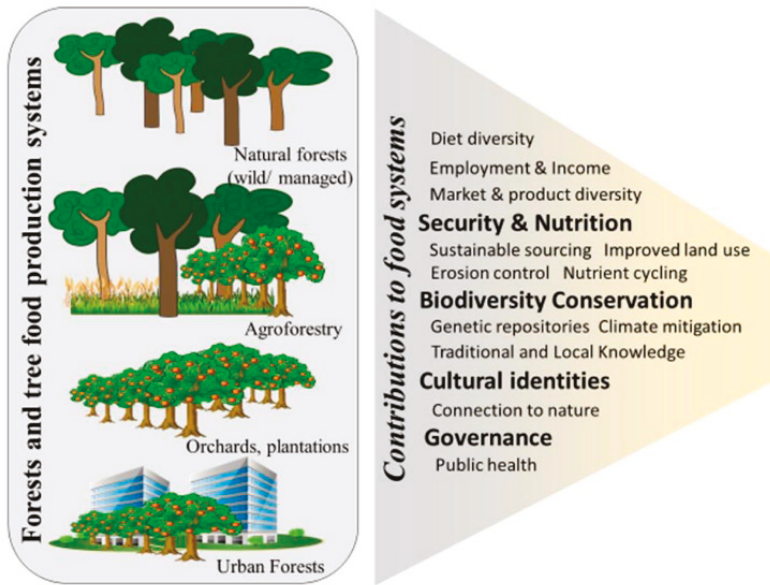 Forests and tree food production systems
Natural forests
(wild/ managed)
Agroforestry
Orchards, plantations
Urban Forests
Contributions to food systems
Diet diversity
Employment & Income
Market & product diversity
Security & Nutrition
Sustainable sourcing Improved land use
Erosion control Nutrient cycling
Biodiversity Conservation
Genetic repositories Climate mitigation
Traditional and Local Knowledge
Cultural identities
Connection to nature
Governance
Public health